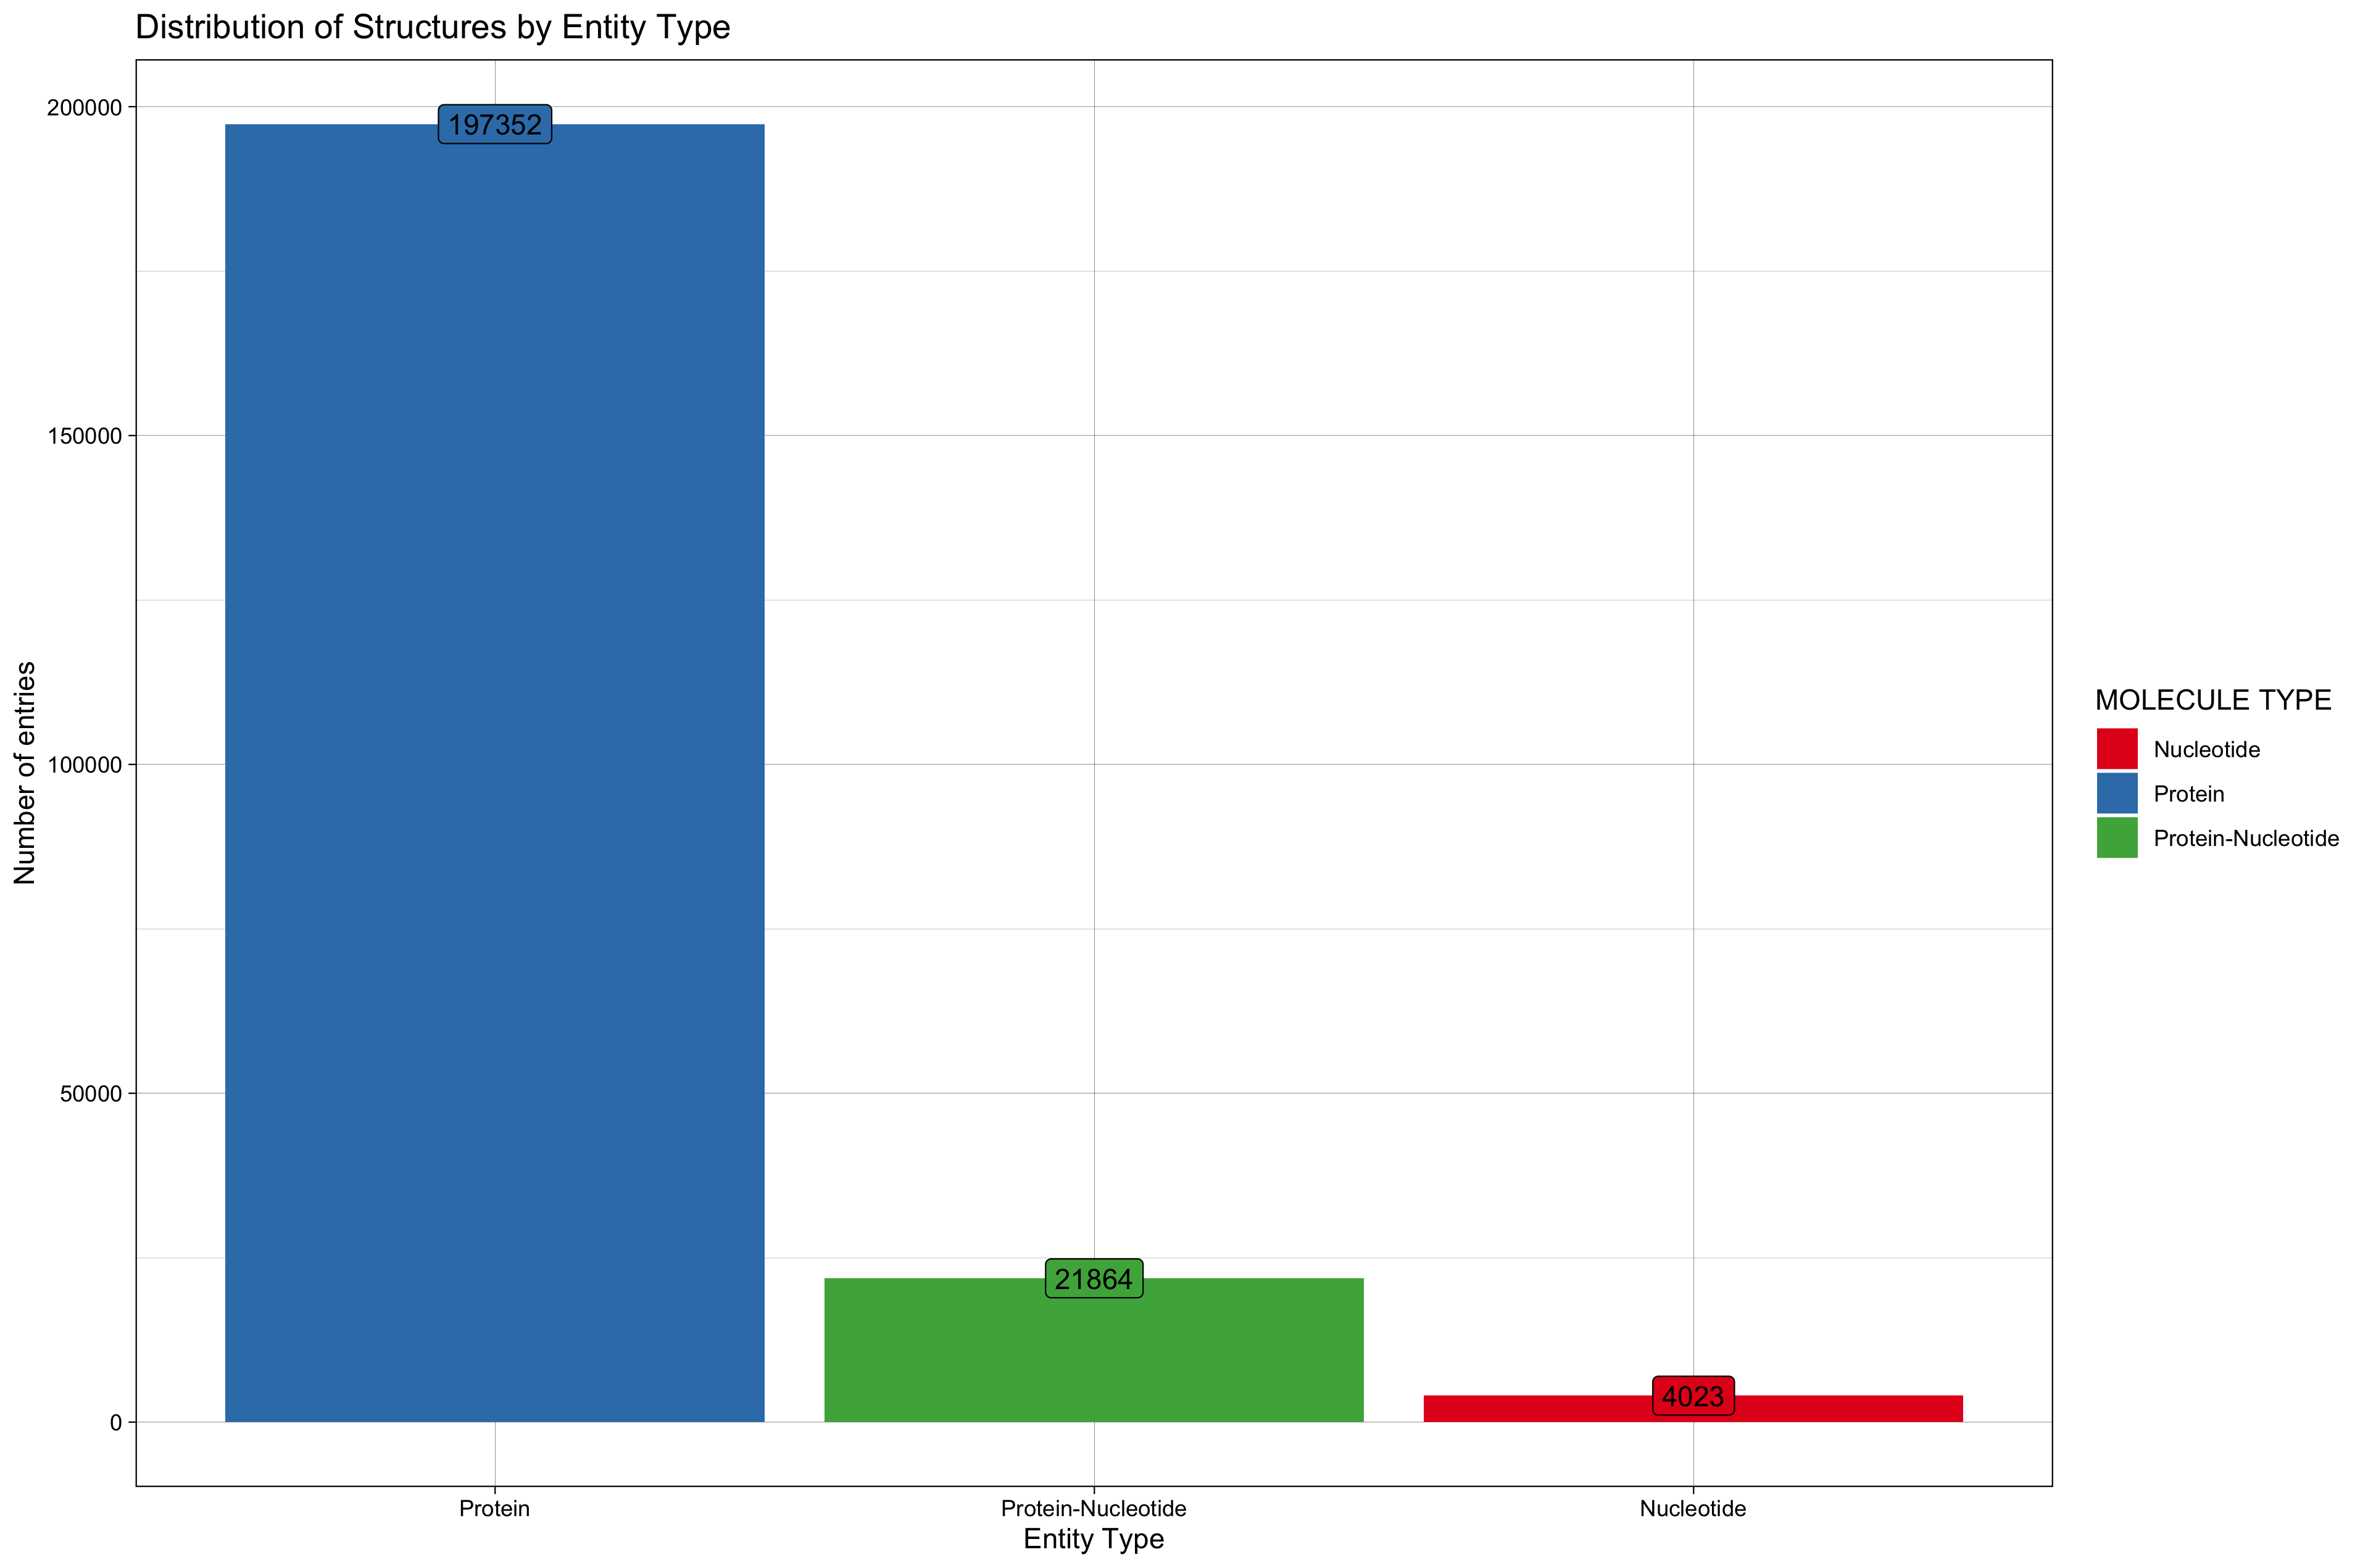 Distribution of Structures by Entity Type
Number of entries
200000
150000
100000
50000
0
197352
21864
4023
Protein
Protein-Nucleotide
Nucleotide
Entity Type
MOLECULE TYPE
Nucleotide
Protein
Protein-Nucleotide